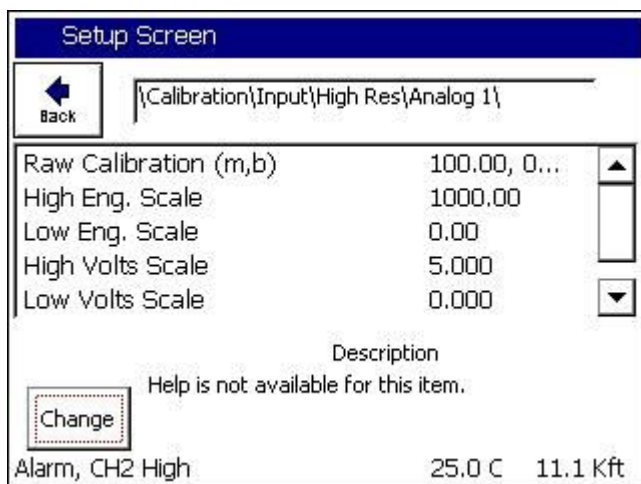 Setup Screen
Back
\Calibration\Input\High Res\Analog 1\
Raw Calibration (m,b) 100.00, 0...
High Eng. Scale 1000.00
Low Eng. Scale 0.00
High Volts Scale 5.000
Low Volts Scale 0.000
Description
Help is not available for this item.
Change
Alarm, CH2 High 25.0 C 11.1 Kft